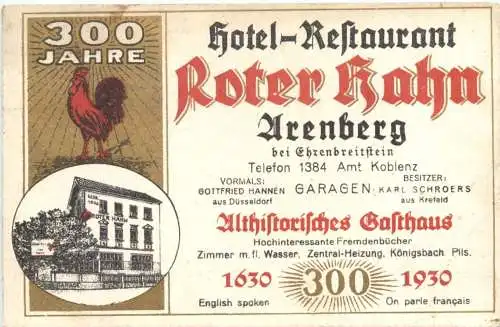 300
JAHRE
Hotel-Restaurant
Roter Hahn
Arenberg
bei Ehrenbreitstein
Telefon 1384 Amt Koblenz
VORMALS:
GOTTFRIED HANNEN
aus Düsseldorf
GARAGEN
BESITZER:
KARL SCHROERS
aus Krefeld
Althistorisches Gasthaus
Hochinteressante Fremdenbücher
Zimmer m.fl. Wasser, Zentral-Heizung, Königsbach. Pils.
1630 300 1930
English spoken
On parle français
ROTER HAHN